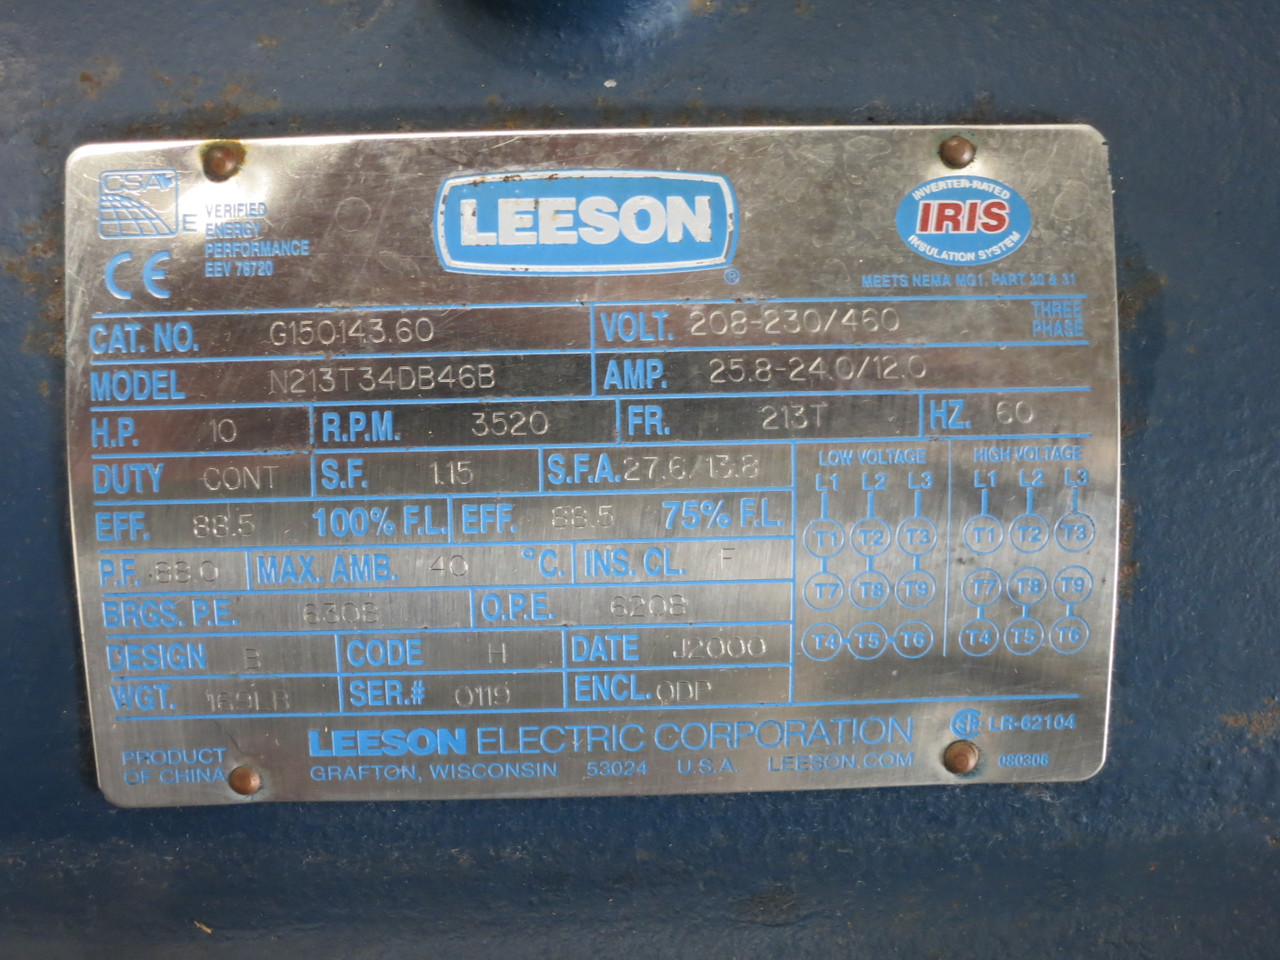 CSA
E VERIFIED
ENERGY
PERFORMANCE
EEV 78720
CE
LEESON®
INVERTER-RATED
IRIS
INSULATION SYSTEM
MEETS NEMA MG1, PART 30 & 31
CAT. NO. G150143.60 VOLT. 208-230/460 THREE PHASE
MODEL N213T34DB46B AMP. 25.8-24.0/12.0
H.P. 10 R.P.M. 3520 FR. 213T HZ. 60
DUTY CONT S.F. 1.15 S.F.A. 27.6/13.8
EFF. 88.5 100% F.L. EFF. 88.5 75% F.L.
P.F. 88.0 MAX. AMB. 40 °C. INS. CL. F
BRGS. P.E. 6308 O.P.E. 6208
DESIGN B CODE H DATE J2000
WGT. 169LB SER.# 0119 ENCL. ODP
LOW VOLTAGE HIGH VOLTAGE
L1 L2 L3 L1 L2 L3
T1 T2 T3 T1 T2 T3
T7 T8 T9 T7 T8 T9
T4 T5 T6 T4 T5 T6
PRODUCT
OF CHINA
LEESON ELECTRIC CORPORATION
GRAFTON, WISCONSIN 53024 U.S.A. LEESON.COM
LR-62104
080306